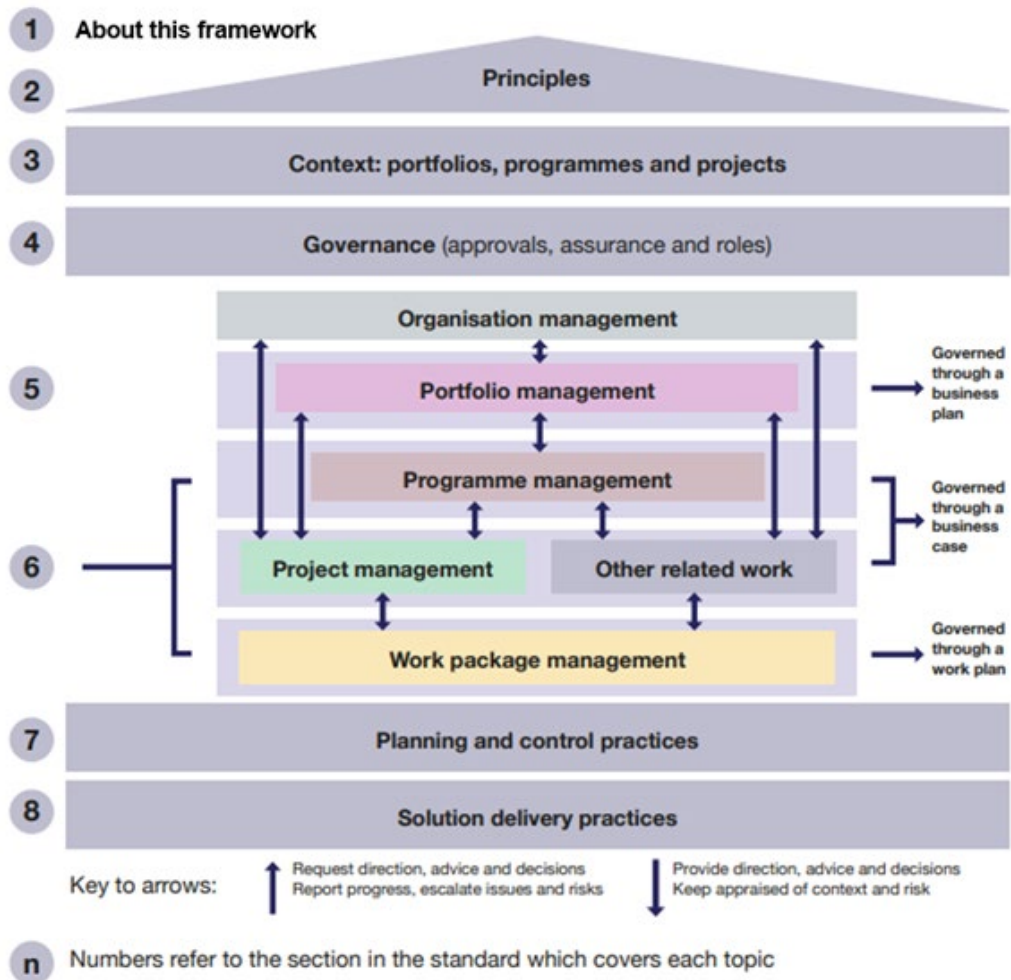 1 About this framework
2 Principles
3 Context: portfolios, programmes and projects
4 Governance (approvals, assurance and roles)
Organisation management
5 Portfolio management
Governed
through a
business
plan
Programme management
Governed
through a
business
case
6 Project management Other related work
Work package management
Governed
through a
work plan
7 Planning and control practices
8 Solution delivery practices
Key to arrows:
Request direction, advice and decisions
Report progress, escalate issues and risks
Provide direction, advice and decisions
Keep appraised of context and risk
n Numbers refer to the section in the standard which covers each topic